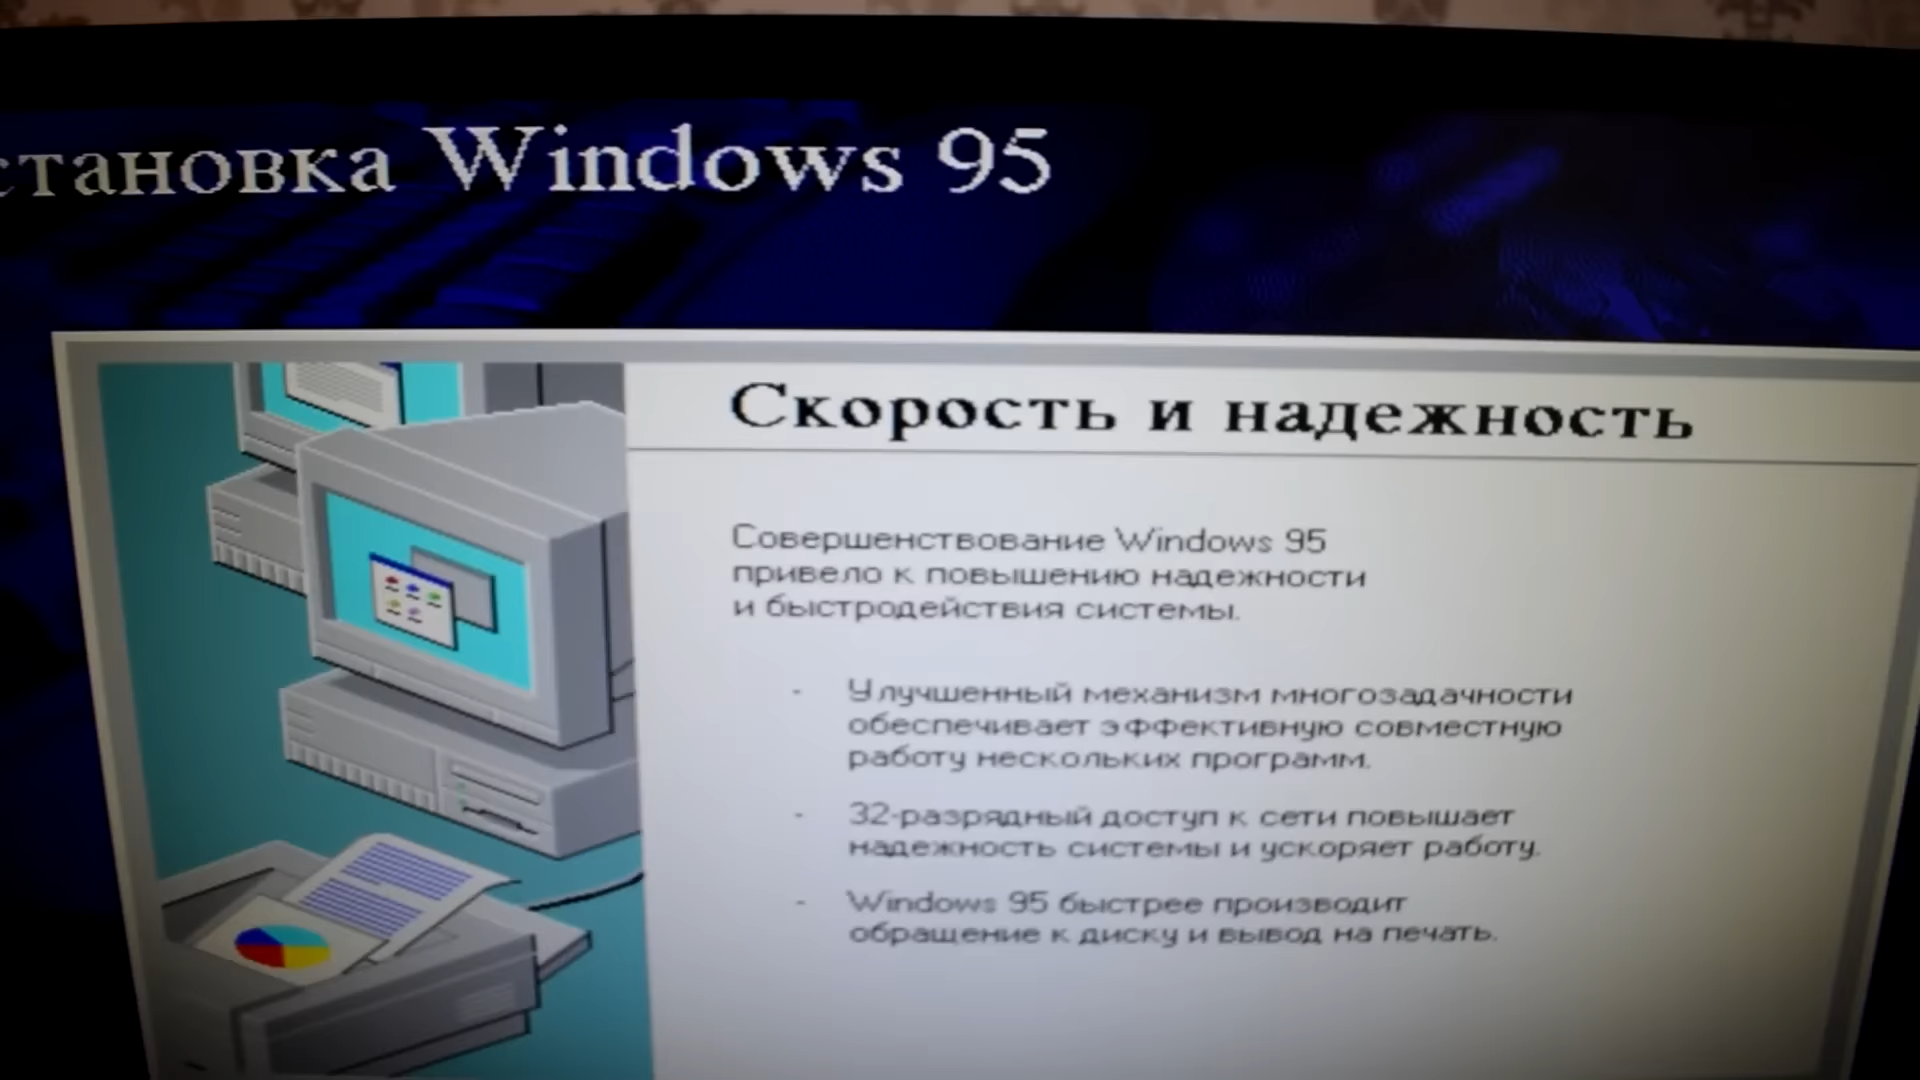 становка Windows 95
Скорость и надежность
Совершенствование Windows 95
привело к повышению надежности
и быстродействия системы.
- Улучшенный механизм многозадачности
обеспечивает эффективную совместную
работу нескольких программ.
- 32-разрядный доступ к сети повышает
надежность системы и ускоряет работу.
- Windows 95 быстрее производит
обращение к диску и вывод на печать.